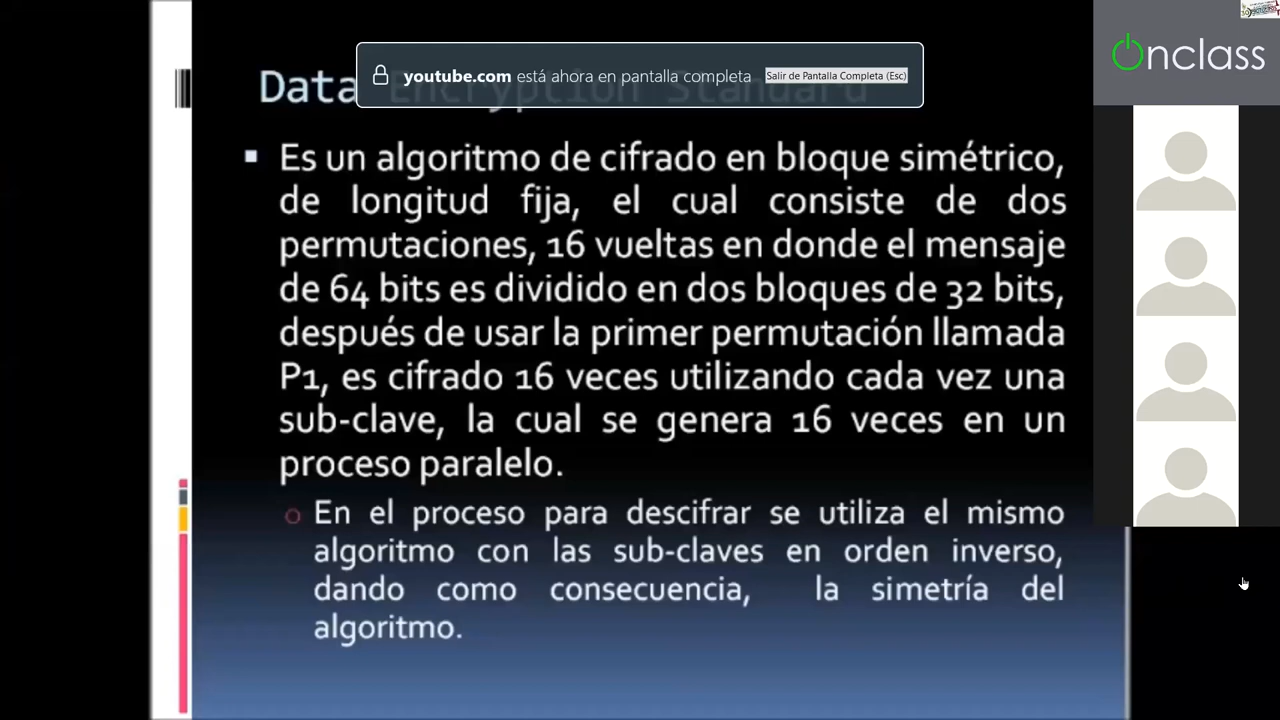 Onclass
youtube.com está ahora en pantalla completa
Salir de Pantalla Completa (Esc)
Data Encryption Standard
Es un algoritmo de cifrado en bloque simétrico,
de longitud fija, el cual consiste de dos
permutaciones, 16 vueltas en donde el mensaje
de 64 bits es dividido en dos bloques de 32 bits,
después de usar la primer permutación llamada
P1, es cifrado 16 veces utilizando cada vez una
sub-clave, la cual se genera 16 veces en un
proceso paralelo.
En el proceso para descifrar se utiliza el mismo
algoritmo con las sub-claves en orden inverso,
dando como consecuencia, la simetría del
algoritmo.